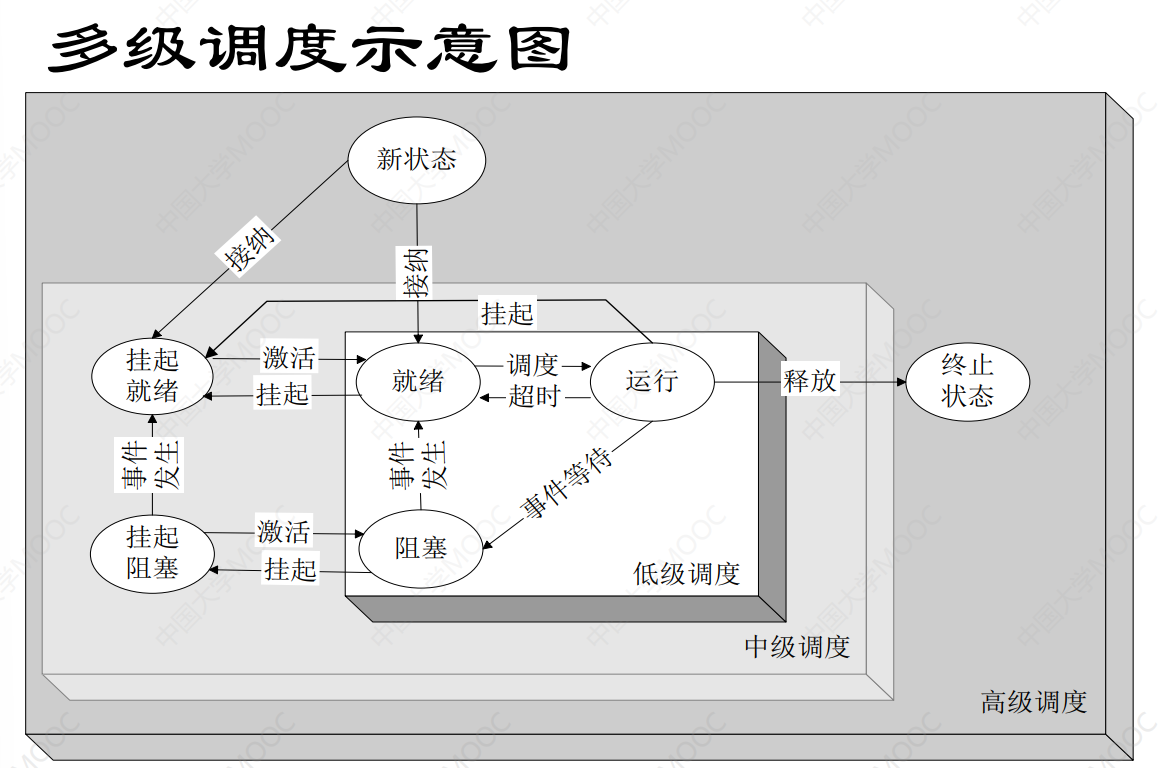 多级调度示意图
新状态
接纳
接纳
挂起
挂起
就绪
激活
挂起
就绪
调度
超时
运行
释放
终止
状态
事件
发生
事件
发生
事件等待
挂起
阻塞
激活
挂起
阻塞
低级调度
中级调度
高级调度
中国大学MOOC